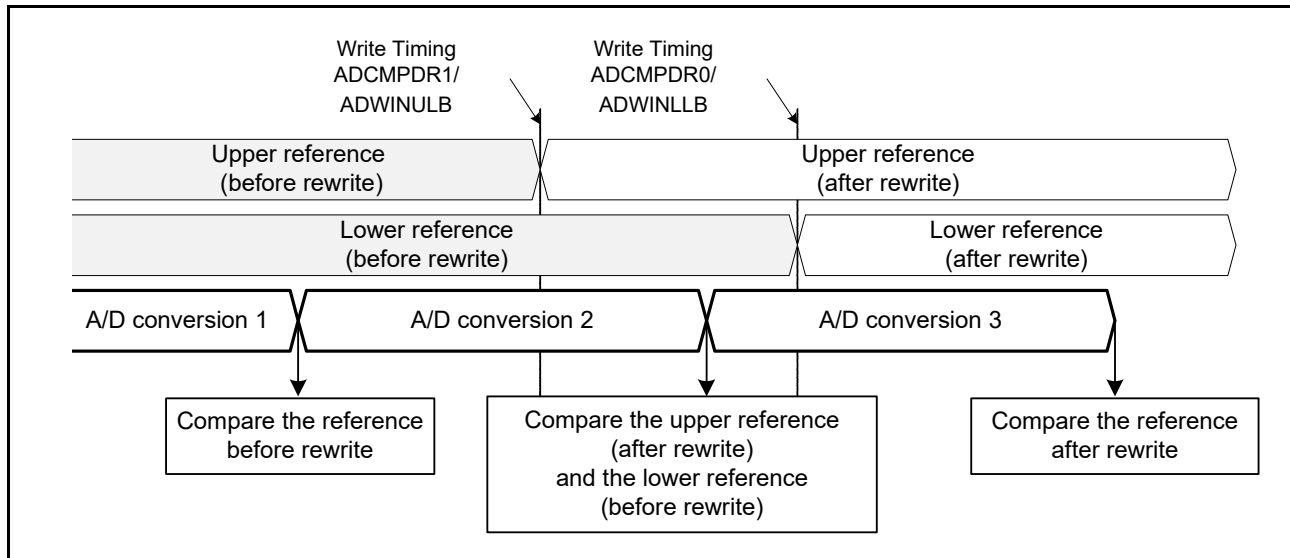 Write Timing
ADCMPDR1/
ADWINULB
Write Timing
ADCMPDR0/
ADWINLLB
Upper reference
(before rewrite)
Upper reference
(after rewrite)
Lower reference
(before rewrite)
Lower reference
(after rewrite)
A/D conversion 1
A/D conversion 2
A/D conversion 3
Compare the reference
before rewrite
Compare the upper reference
(after rewrite)
and the lower reference
(before rewrite)
Compare the reference
after rewrite